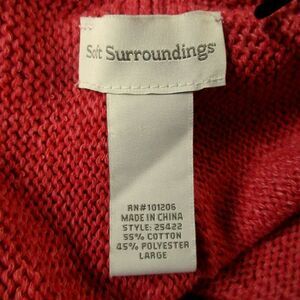 Soft Surroundings
RN#101206
MADE IN CHINA
STYLE: 25422
55% COTTON
45% POLYESTER
LARGE